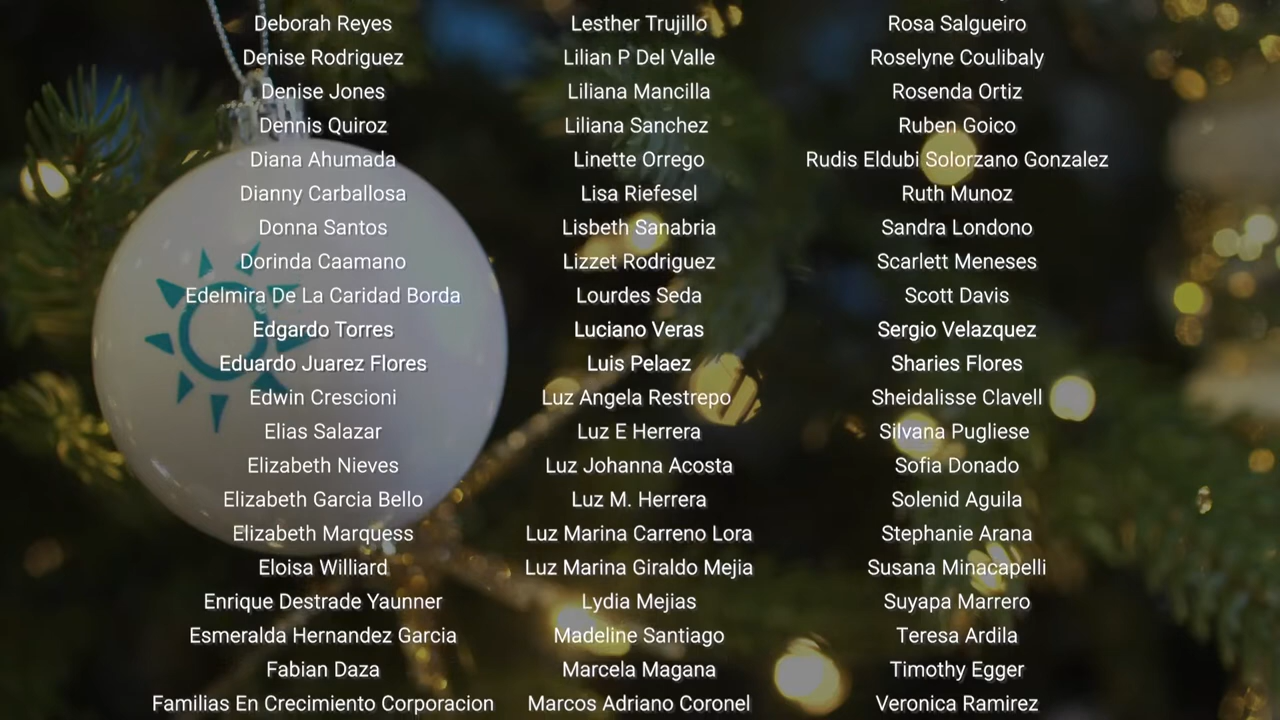 Deborah Reyes
Denise Rodriguez
Denise Jones
Dennis Quiroz
Diana Ahumada
Dianny Carballosa
Donna Santos
Dorinda Caamano
Edelmira De La Caridad Borda
Edgardo Torres
Eduardo Juarez Flores
Edwin Crescioni
Elias Salazar
Elizabeth Nieves
Elizabeth Garcia Bello
Elizabeth Marquess
Eloisa Williard
Enrique Destrade Yaunner
Esmeralda Hernandez Garcia
Fabian Daza
Familias En Crecimiento Corporacion
Lesther Trujillo
Lilian P Del Valle
Liliana Mancilla
Liliana Sanchez
Linette Orrego
Lisa Riefesel
Lisbeth Sanabria
Lizzet Rodriguez
Lourdes Seda
Luciano Veras
Luis Pelaez
Luz Angela Restrepo
Luz E Herrera
Luz Johanna Acosta
Luz M. Herrera
Luz Marina Carreno Lora
Luz Marina Giraldo Mejia
Lydia Mejias
Madeline Santiago
Marcela Magana
Marcos Adriano Coronel
Rosa Salgueiro
Roselyne Coulibaly
Rosenda Ortiz
Ruben Goico
Rudis Eldubi Solorzano Gonzalez
Ruth Munoz
Sandra Londono
Scarlett Meneses
Scott Davis
Sergio Velazquez
Sharies Flores
Sheidalisse Clavell
Silvana Pugliese
Sofia Donado
Solenid Aguila
Stephanie Arana
Susana Minacapelli
Suyapa Marrero
Teresa Ardila
Timothy Egger
Veronica Ramirez